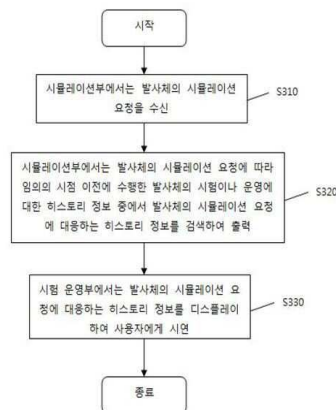 시작
시뮬레이션부에서는 발사체의 시뮬레이션
요청을 수신
S310
시뮬레이션부에서는 발사체의 시뮬레이션 요청에 따라
임의의 시점 이전에 수행한 발사체의 시험이나 운영에
대한 히스토리 정보 중에서 발사체의 시뮬레이션 요청
에 대응하는 히스토리 정보를 검색하여 출력
S320
시험 운영부에서는 발사체의 시뮬레이션 요
청에 대응하는 히스토리 정보를 디스플레이
하여 사용자에게 시연
S330
종료